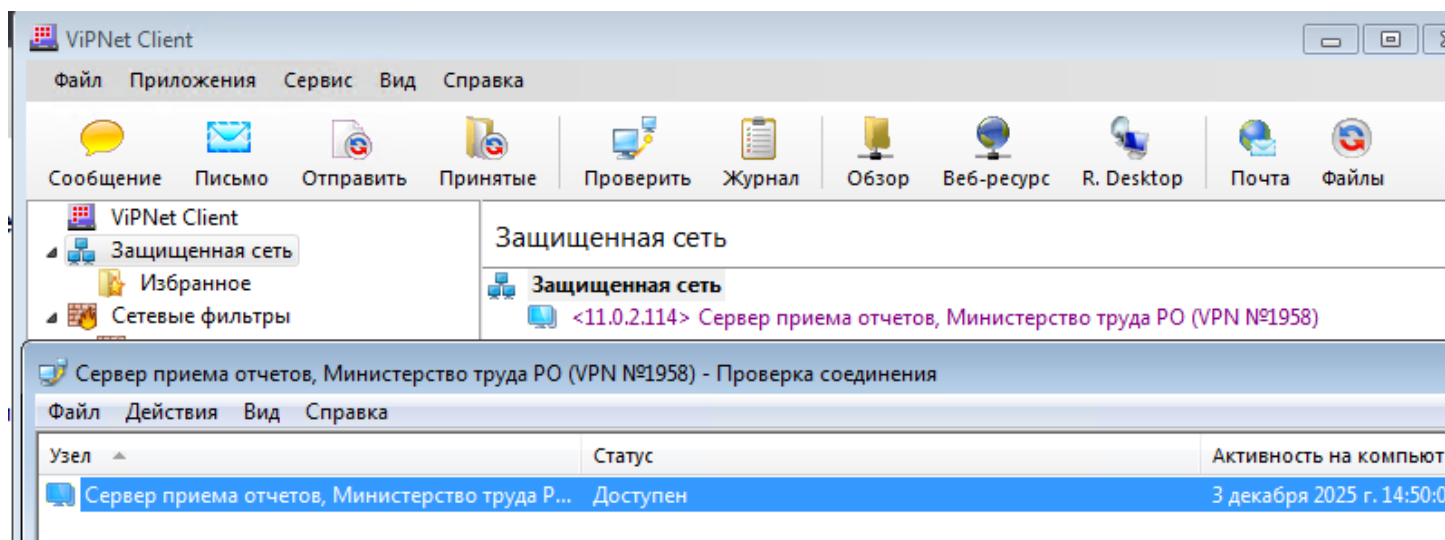 ViPNet Client
Файл Приложения Сервис Вид Справка
Сообщение Письмо Отправить Принятые Проверить Журнал Обзор Веб-ресурс R. Desktop Почта Файлы
ViPNet Client
Защищенная сеть
Избранное
Сетевые фильтры
Защищенная сеть
Защищенная сеть
<11.0.2.114> Сервер приема отчетов, Министерство труда РО (VPN №1958)
Сервер приема отчетов, Министерство труда РО (VPN №1958) - Проверка соединения
Файл Действия Вид Справка
Узел Статус Активность на компьют
Сервер приема отчетов, Министерство труда Р... Доступен 3 декабря 2025 г. 14:50:0